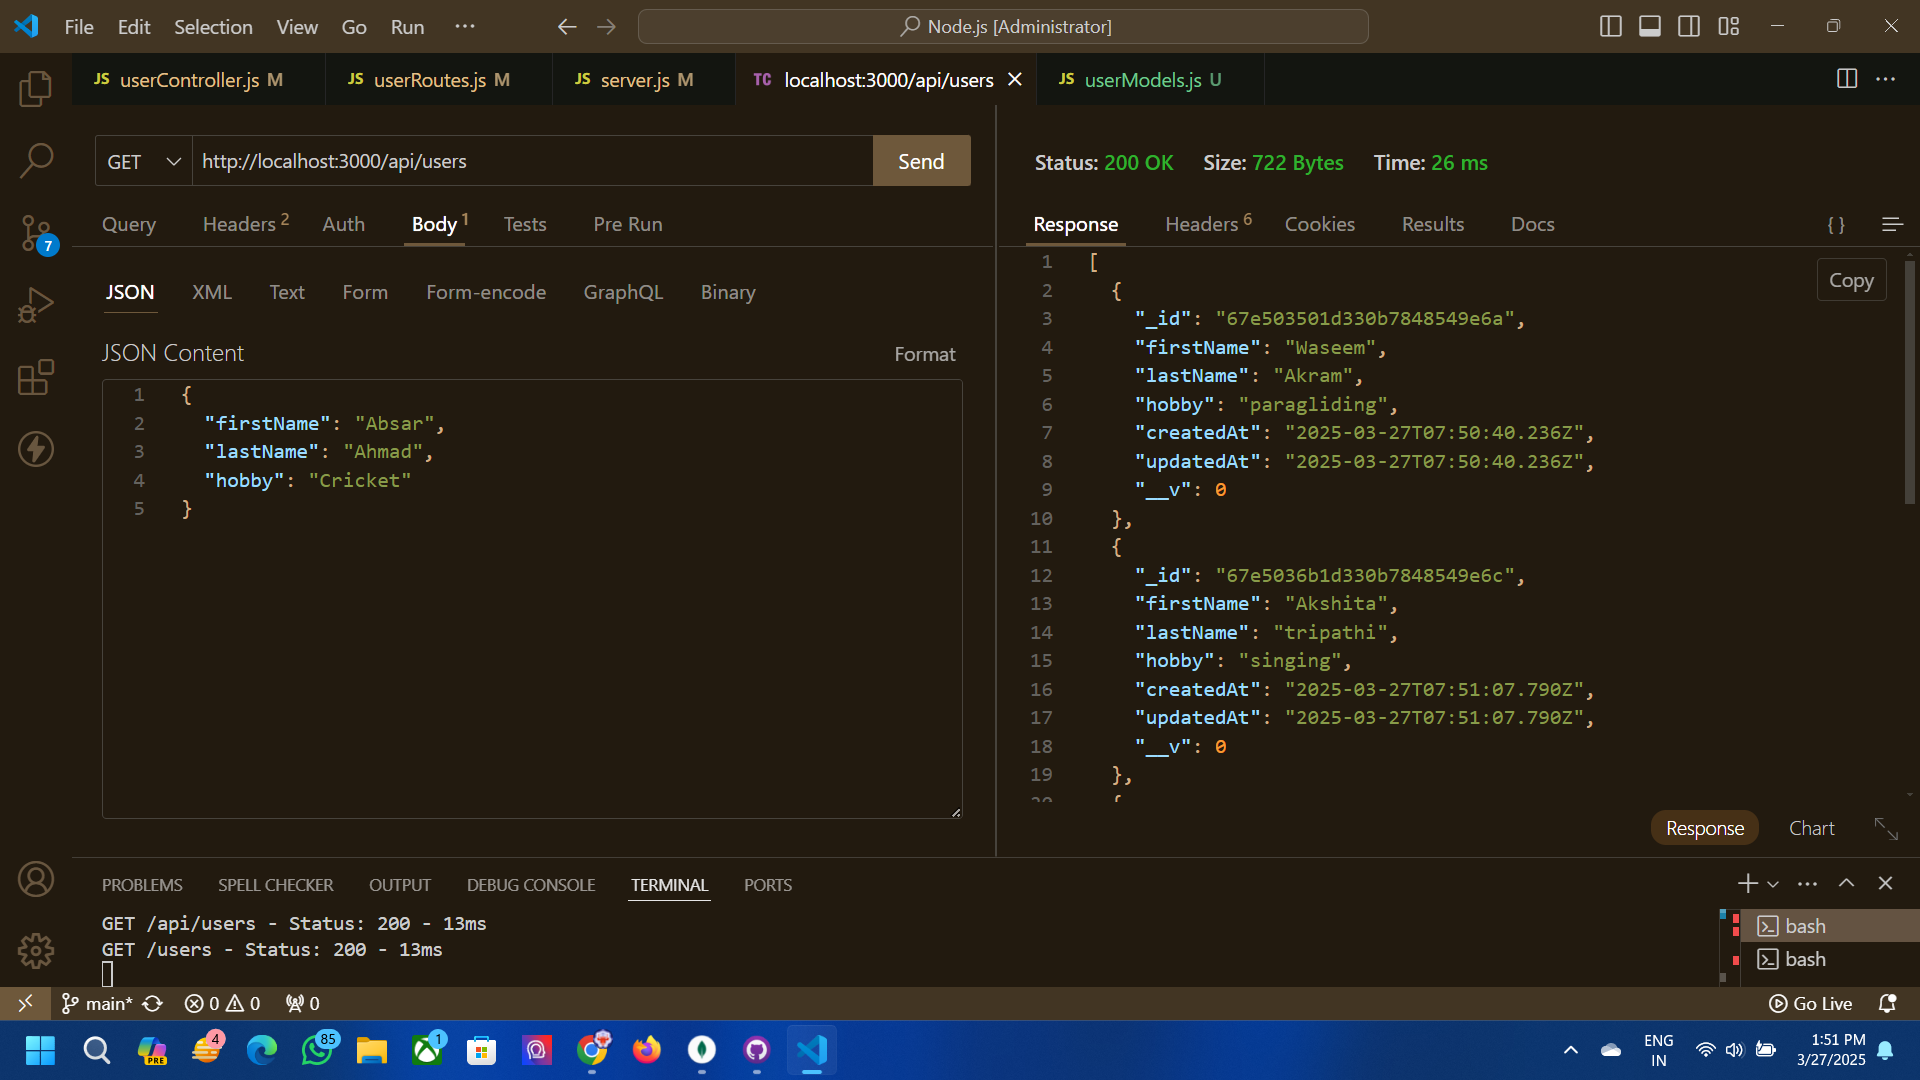 File Edit Selection View Go Run ···
Node.js [Administrator]
JS userController.js M
JS userRoutes.js M
JS server.js M
TC localhost:3000/api/users
JS userModels.js U
GET http://localhost:3000/api/users Send
Query Headers 2 Auth Body 1 Tests Pre Run
JSON XML Text Form Form-encode GraphQL Binary
JSON Content Format
1 {
2 "firstName": "Absar",
3 "lastName": "Ahmad",
4 "hobby": "Cricket"
5 }
Status: 200 OK Size: 722 Bytes Time: 26 ms
Response Headers 6 Cookies Results Docs { }
Copy
1 [
2 {
3 "_id": "67e503501d330b7848549e6a",
4 "firstName": "Waseem",
5 "lastName": "Akram",
6 "hobby": "paragliding",
7 "createdAt": "2025-03-27T07:50:40.236Z",
8 "updatedAt": "2025-03-27T07:50:40.236Z",
9 "__v": 0
10 },
11 {
12 "_id": "67e5036b1d330b7848549e6c",
13 "firstName": "Akshita",
14 "lastName": "tripathi",
15 "hobby": "singing",
16 "createdAt": "2025-03-27T07:51:07.790Z",
17 "updatedAt": "2025-03-27T07:51:07.790Z",
18 "__v": 0
19 },
20 {
Response Chart
7
PROBLEMS SPELL CHECKER OUTPUT DEBUG CONSOLE TERMINAL PORTS
GET /api/users - Status: 200 - 13ms
GET /users - Status: 200 - 13ms
bash
bash
main* 0 0 0 Go Live
PRE 4 85 1
ENG
IN
1:51 PM
3/27/2025